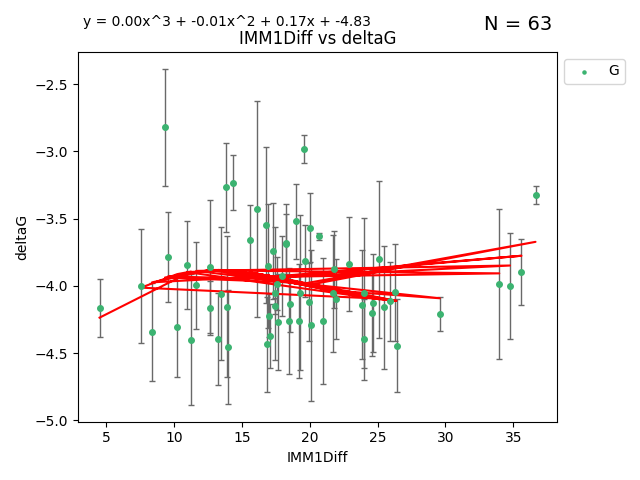 y = 0.00x^3 + -0.01x^2 + 0.17x + -4.83
N = 63
IMM1Diff vs deltaG
G
deltaG
−2.5
−3.0
−3.5
−4.0
−4.5
−5.0
5 10 15 20 25 30 35
IMM1Diff